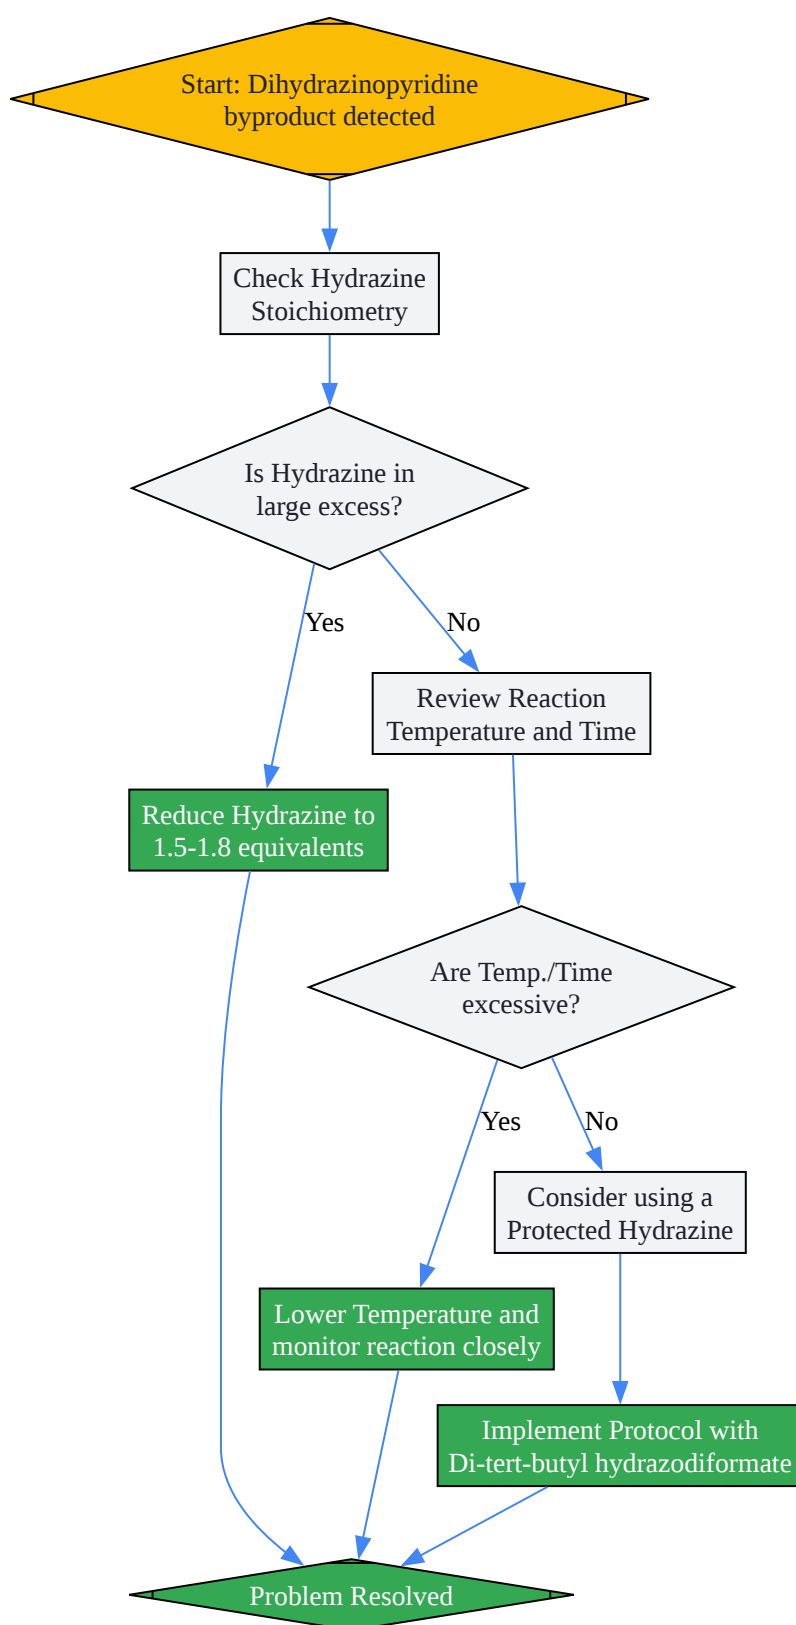 Start: Dihydrazinopyridine
byproduct detected
Check Hydrazine
Stoichiometry
Is Hydrazine in
large excess?
Yes
No
Review Reaction
Temperature and Time
Reduce Hydrazine to
1.5-1.8 equivalents
Are Temp./Time
excessive?
Yes
No
Consider using a
Protected Hydrazine
Lower Temperature and
monitor reaction closely
Implement Protocol with
Di-tert-butyl hydrazodiformate
Problem Resolved